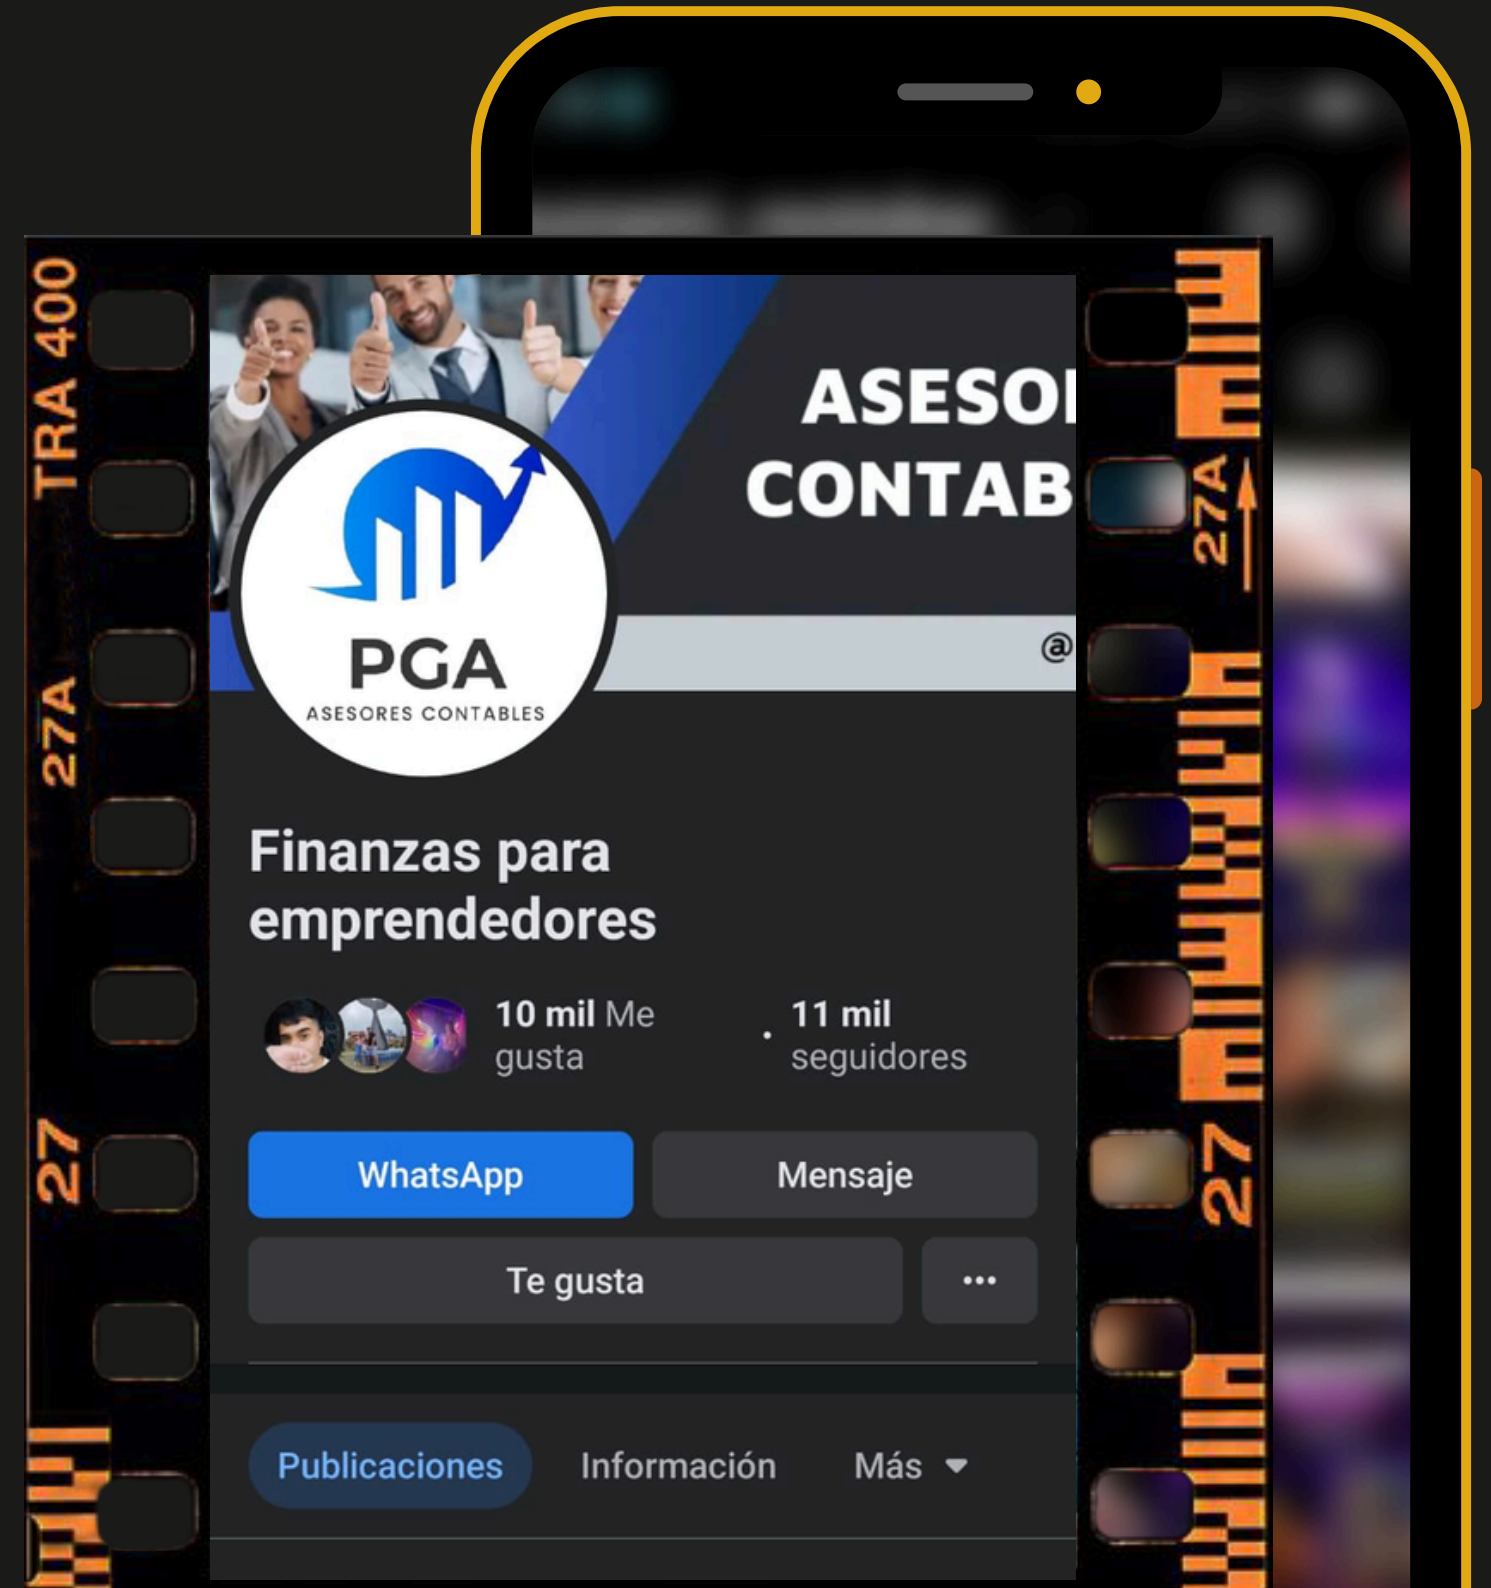 TRA 400
27A
27
ASESOR
CONTAB
@
PGA
ASESORES CONTABLES
Finanzas para
emprendedores
10 mil Me
gusta
· 11 mil
seguidores
WhatsApp
Mensaje
Te gusta
...
Publicaciones
Información
Más
27A
27